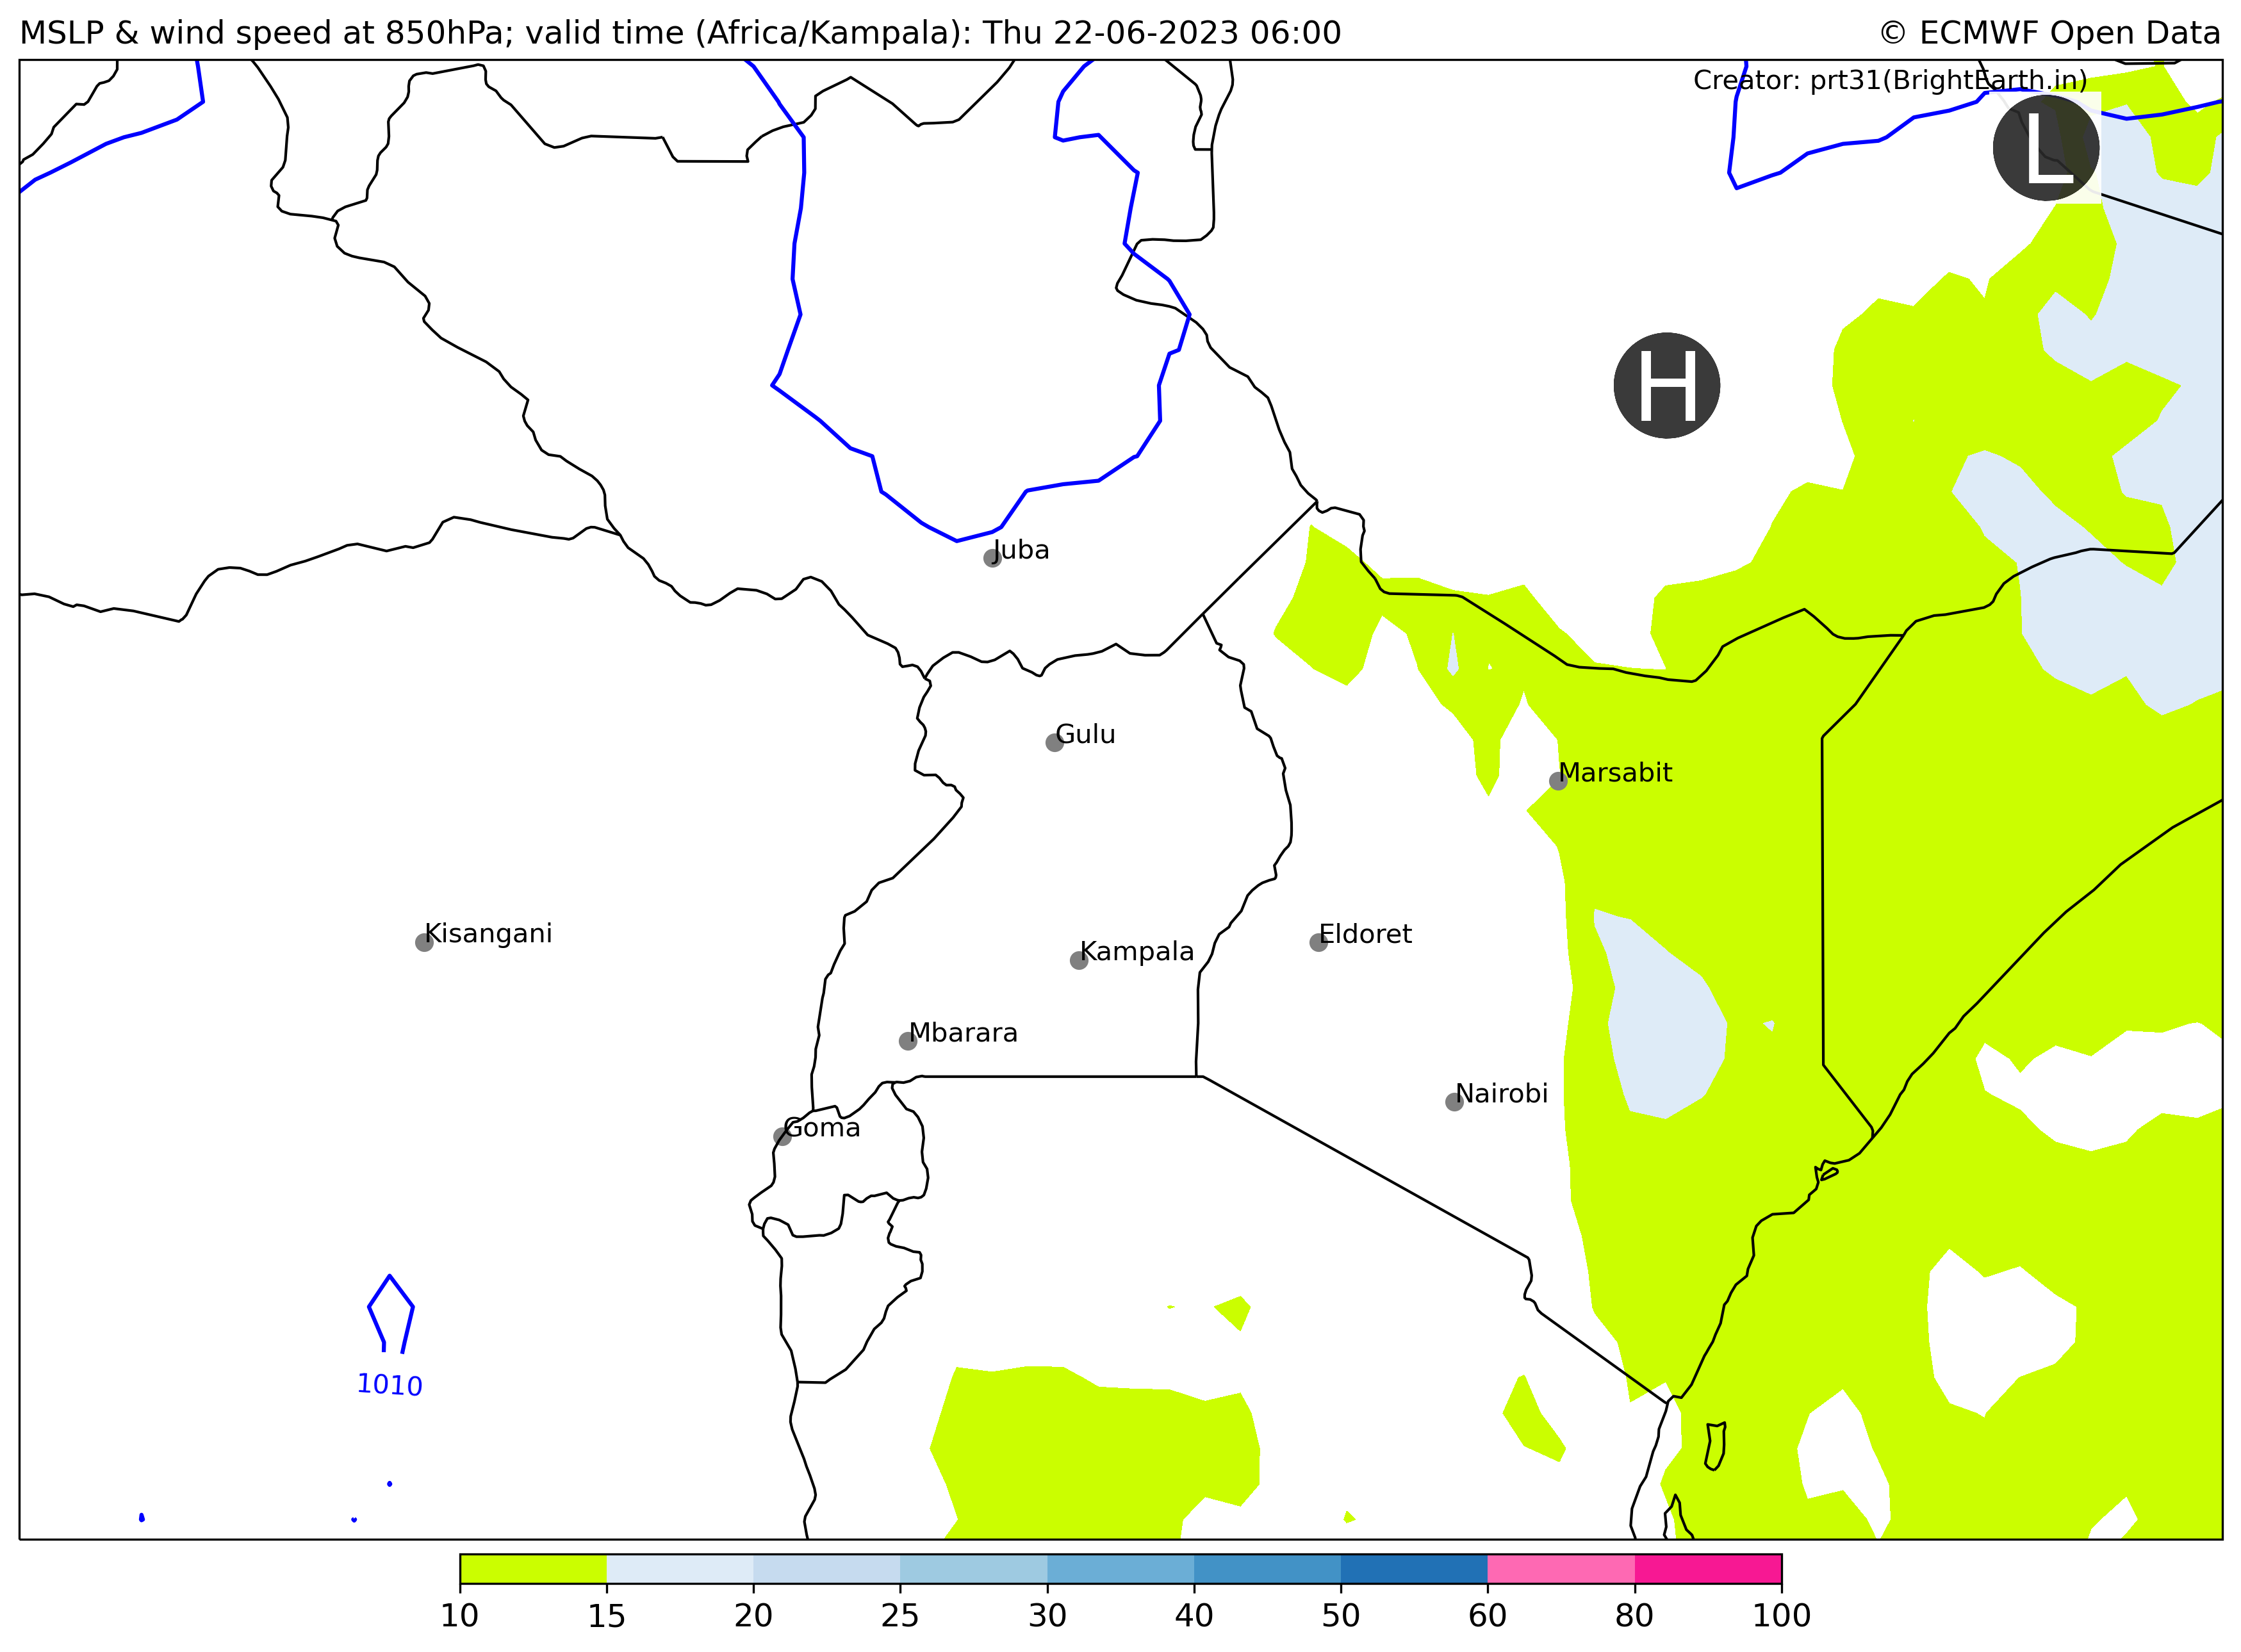 MSLP & wind speed at 850hPa; valid time (Africa/Kampala): Thu 22-06-2023 06:00
© ECMWF Open Data
Creator: prt31(BrightEarth.in)
L
H
Juba
Gulu
Marsabit
Kisangani
Eldoret
Kampala
Mbarara
Nairobi
Goma
1010
10 15 20 25 30 40 50 60 80 100